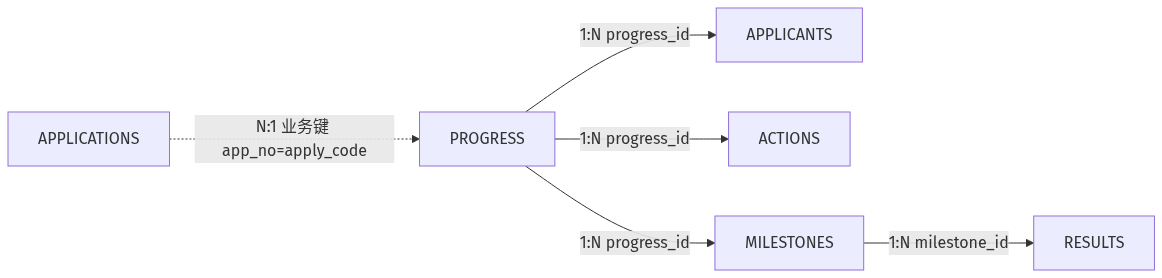 1:N progress_id
APPLICANTS
APPLICATIONS
N:1 业务键
app_no=apply_code
PROGRESS
1:N progress_id
ACTIONS
1:N progress_id
MILESTONES
1:N milestone_id
RESULTS